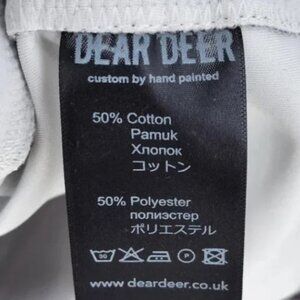 DEAR DEER
custom by hand painted
50% Cotton
Pamuk
Хлопок
コットン
50% Polyester
полиэстер
ポリエステル
30
P
www.deardeer.co.uk